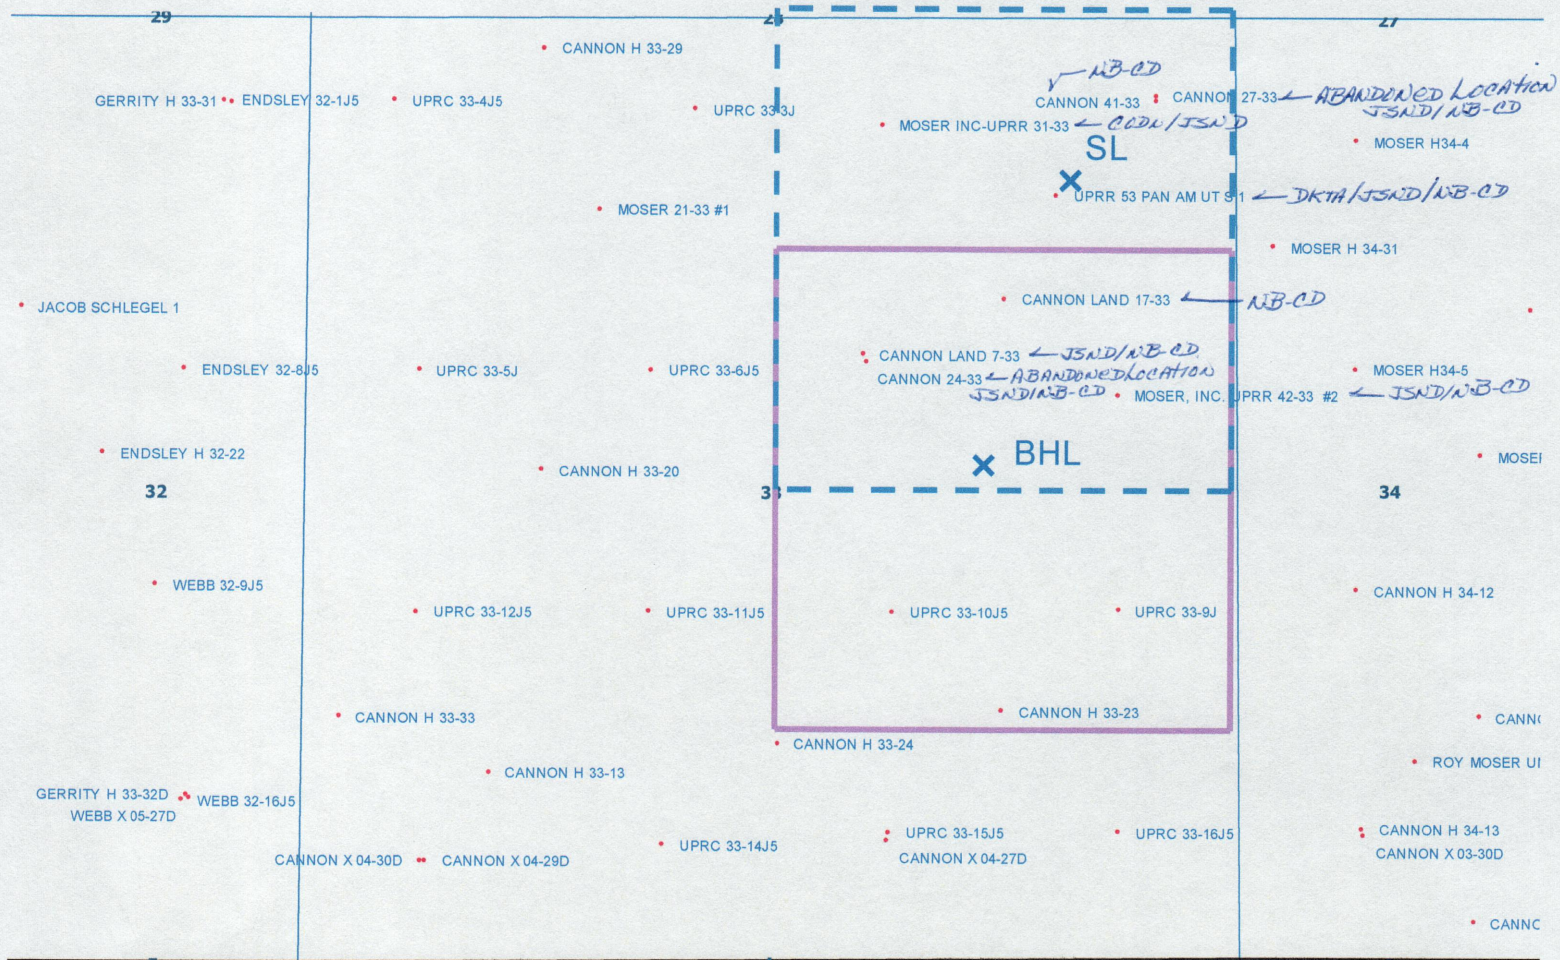 29
27
CANNON H 33-29
NB-CD
GERRITY H 33-31
ENDSLEY 32-1J5
UPRC 33-4J5
UPRC 33-3J
CANNON 41-33
CANNON 27-33
ABANDONED LOCATION
JSND/NB-CD
MOSER INC-UPRR 31-33
CODN/JSND
MOSER H34-4
SL
UPRR 53 PAN AM UT S 1
DKTA/JSND/NB-CD
MOSER 21-33 #1
MOSER H 34-31
JACOB SCHLEGEL 1
CANNON LAND 17-33
NB-CD
ENDSLEY 32-8J5
UPRC 33-5J
UPRC 33-6J5
CANNON LAND 7-33
JSND/NB-CD
CANNON 24-33
ABANDONED LOCATION
JSND/NB-CD
MOSER H34-5
MOSER, INC. UPRR 42-33 #2
JSND/NB-CD
ENDSLEY H 32-22
CANNON H 33-20
BHL
MOSE
32
33
34
WEBB 32-9J5
CANNON H 34-12
UPRC 33-12J5
UPRC 33-11J5
UPRC 33-10J5
UPRC 33-9J
CANNON H 33-33
CANNON H 33-23
CANN
CANNON H 33-24
ROY MOSER U
CANNON H 33-13
GERRITY H 33-32D
WEBB 32-16J5
WEBB X 05-27D
UPRC 33-14J5
UPRC 33-15J5
UPRC 33-16J5
CANNON H 34-13
CANNON X 04-30D
CANNON X 04-29D
CANNON X 04-27D
CANNON X 03-30D
CANNC